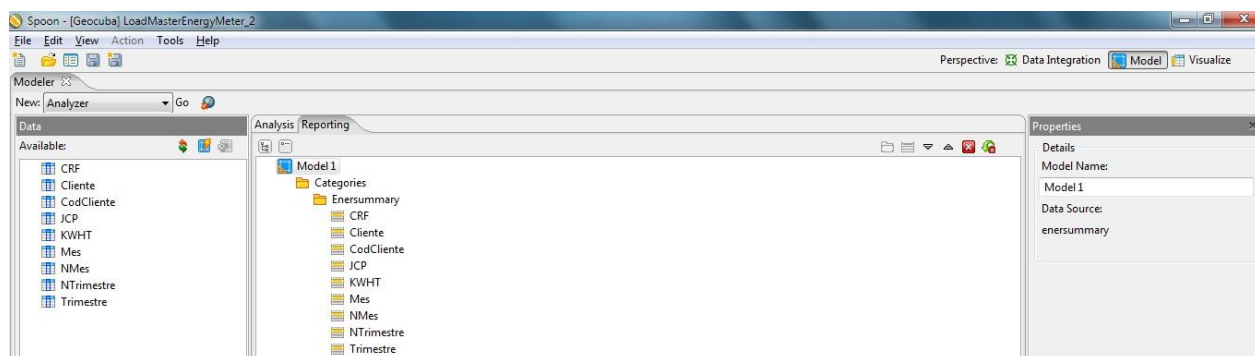 Spoon - [Geocuba] LoadMasterEnergyMeter_2
File Edit View Action Tools Help
Perspective: Data Integration Model Visualize
Modeler
New: Analyzer Go
Data
Available:
CRF
Cliente
CodCliente
JCP
KWHT
Mes
NMes
NTrimestre
Trimestre
Analysis Reporting
Model 1
Categories
Enersummary
CRF
Cliente
CodCliente
JCP
KWHT
Mes
NMes
NTrimestre
Trimestre
Properties
Details
Model Name:
Model 1
Data Source:
enersummary